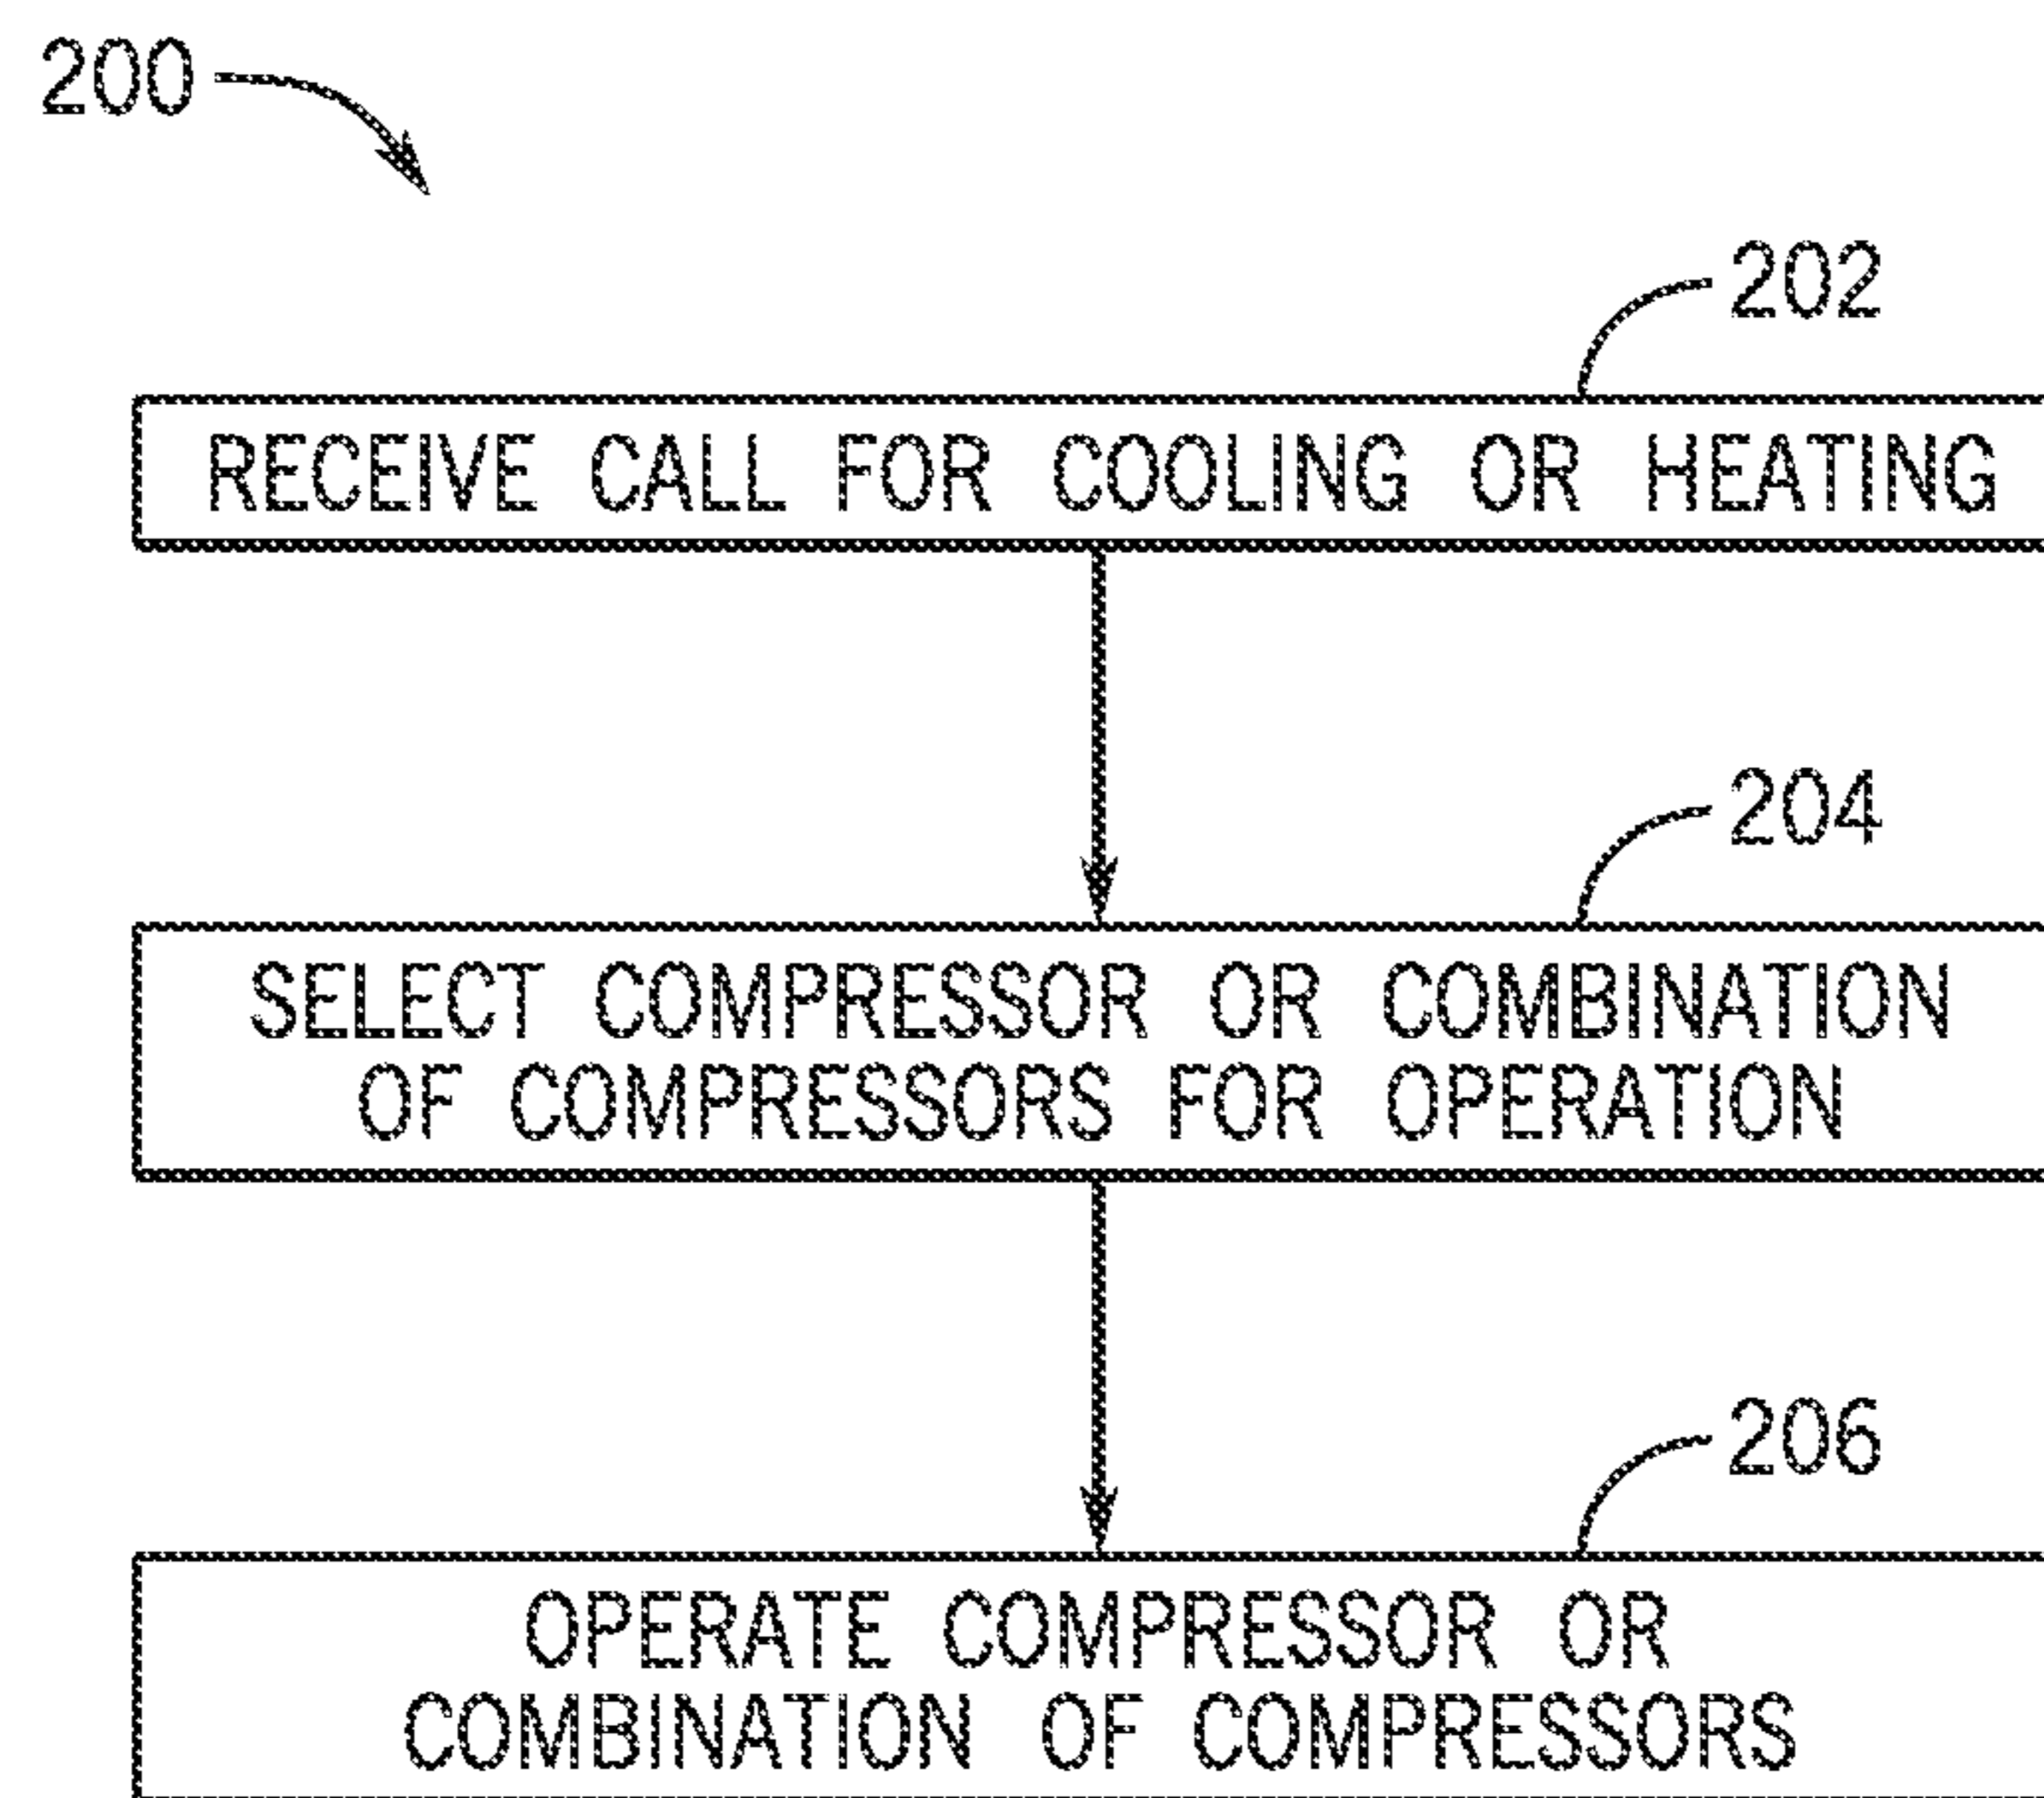 200
202
RECEIVE CALL FOR COOLING OR HEATING
204
SELECT COMPRESSOR OR COMBINATION
OF COMPRESSORS FOR OPERATION
206
OPERATE COMPRESSOR OR
COMBINATION OF COMPRESSORS